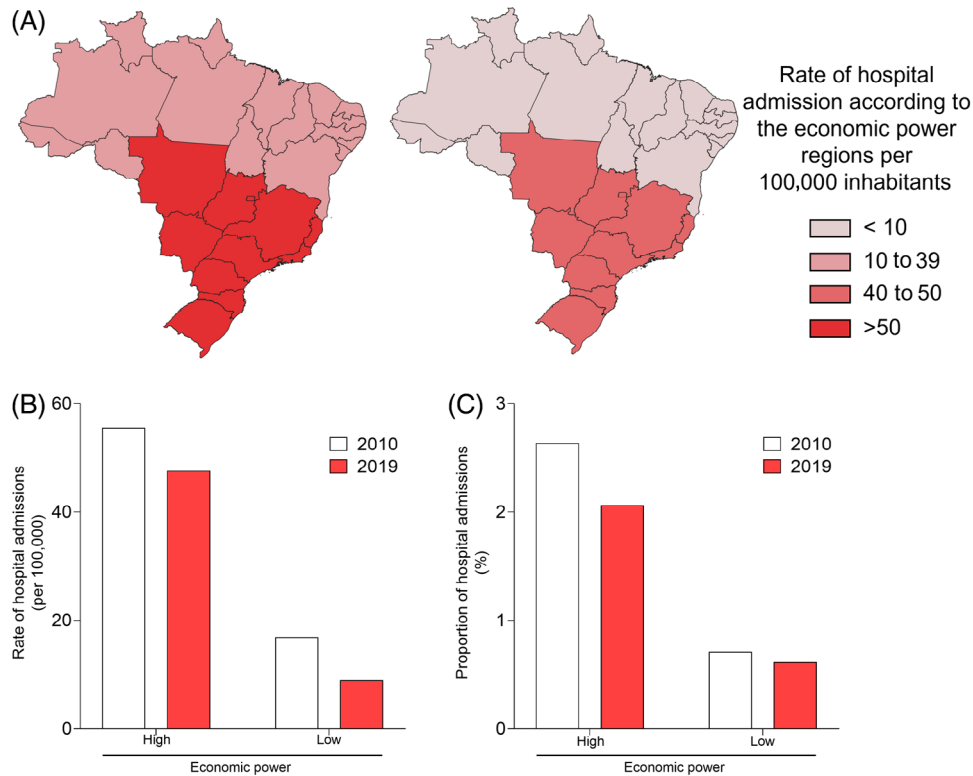 (A)
Rate of hospital
admission according to
the economic power
regions per
100,000 inhabitants
< 10
10 to 39
40 to 50
>50
(B)
60
40
20
0
Rate of hospital admissions
(per 100,000)
2010
2019
High
Low
Economic power
(C)
3
2
1
0
Proportion of hospital admissions
(%)
2010
2019
High
Low
Economic power